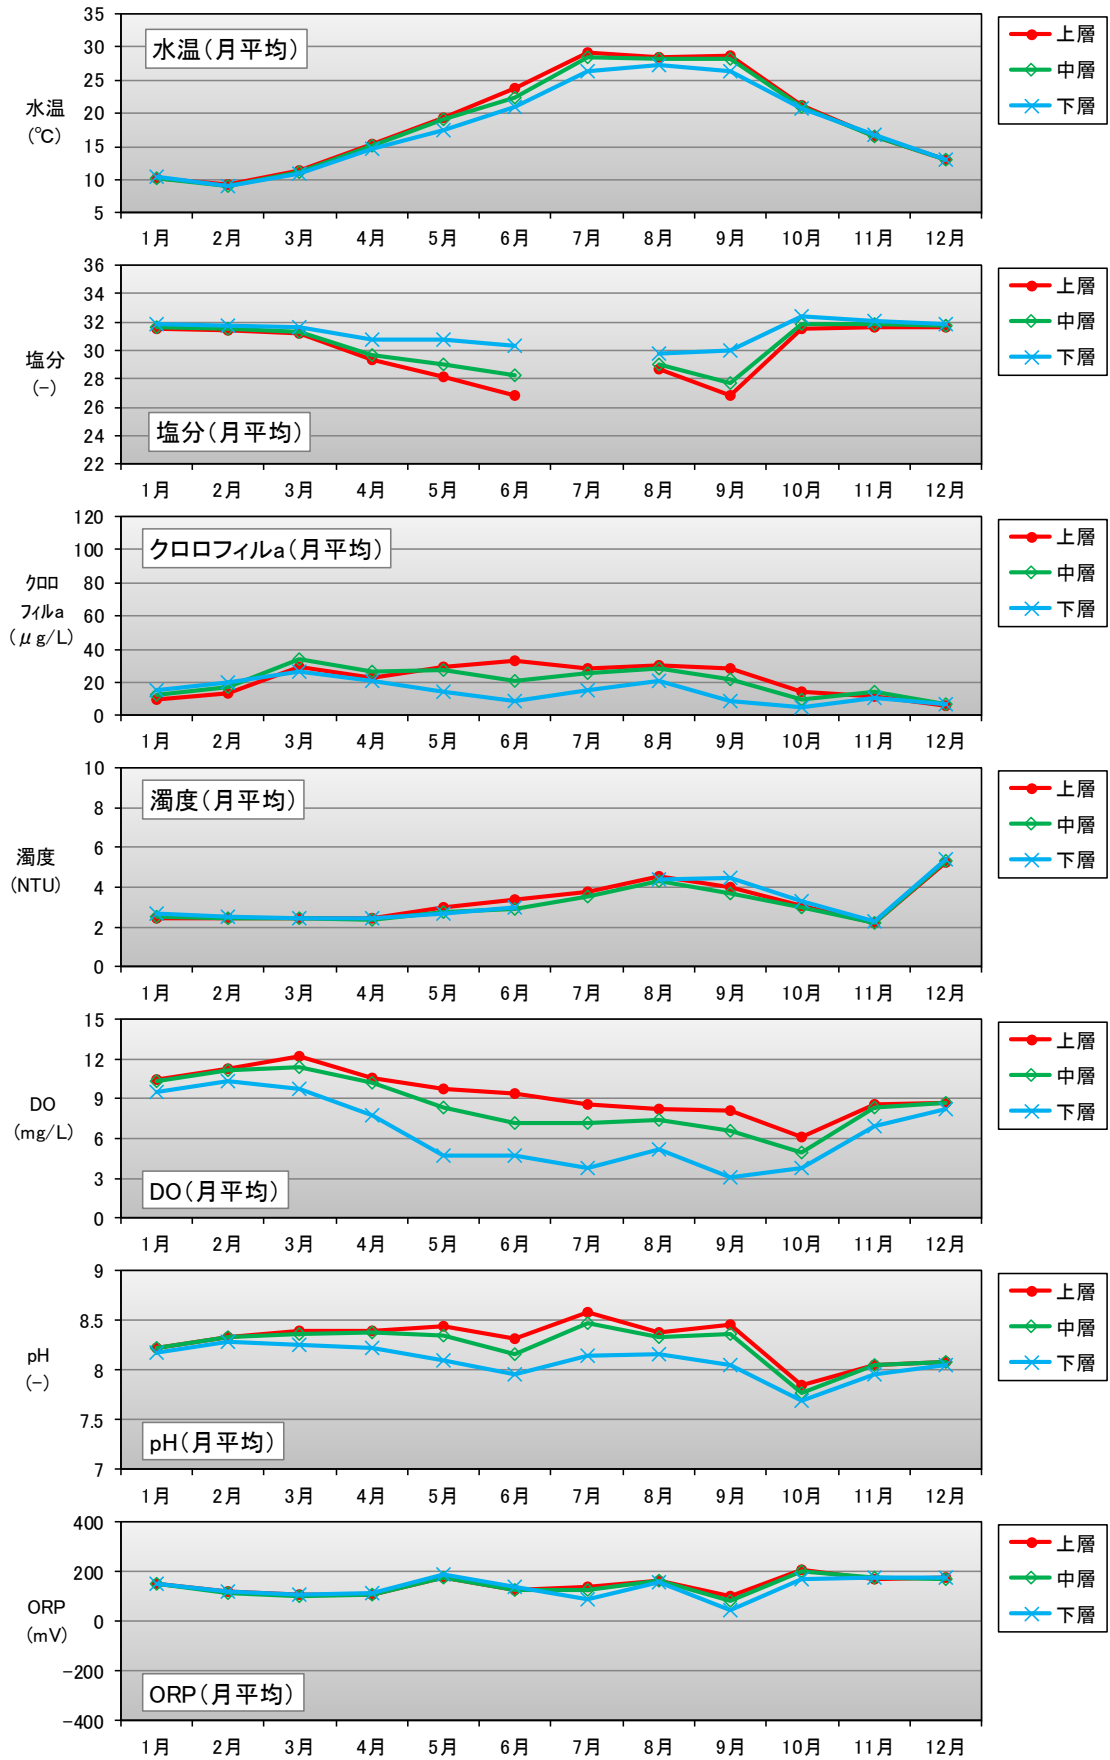 35
30
25
20
15
10
5
水温（月平均）
水温
（℃）
1月 2月 3月 4月 5月 6月 7月 8月 9月 10月 11月 12月
上層
中層
下層
36
34
32
30
28
26
24
22
塩分
（-）
塩分（月平均）
1月 2月 3月 4月 5月 6月 7月 8月 9月 10月 11月 12月
上層
中層
下層
120
100
80
60
40
20
0
クロロフィルa（月平均）
ｸﾛﾛ
ﾌｨﾙa
（μg/L）
1月 2月 3月 4月 5月 6月 7月 8月 9月 10月 11月 12月
上層
中層
下層
10
8
6
4
2
0
濁度（月平均）
濁度
（NTU）
1月 2月 3月 4月 5月 6月 7月 8月 9月 10月 11月 12月
上層
中層
下層
15
12
9
6
3
0
DO
（mg/L）
DO（月平均）
1月 2月 3月 4月 5月 6月 7月 8月 9月 10月 11月 12月
上層
中層
下層
9
8.5
8
7.5
7
pH
（-）
pH（月平均）
1月 2月 3月 4月 5月 6月 7月 8月 9月 10月 11月 12月
上層
中層
下層
400
200
0
-200
-400
ORP
（mV）
ORP（月平均）
1月 2月 3月 4月 5月 6月 7月 8月 9月 10月 11月 12月
上層
中層
下層